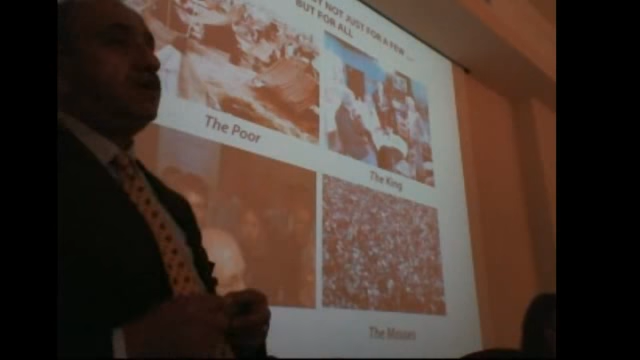 NOT JUST FOR A FEW ...
BUT FOR ALL
The Poor
The King
The Masses